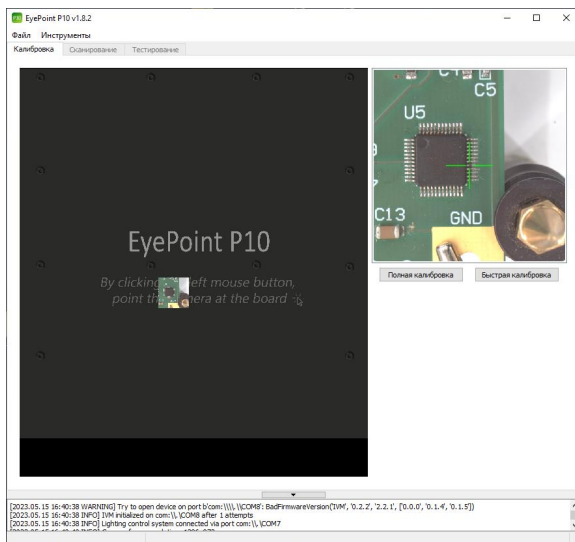 EyePoint P10 v1.8.2
Файл Инструменты
Калибровка Сканирование Тестирование
EyePoint P10
By clicking left mouse button,
point the camera at the board
C5
U5
C13
GND
Полная калибровка Быстрая калибровка
[2023.05.15 16:40:38 WARNING] Try to open device on port b'com:\\\\.\\COM8': BadFirmwareVersion('IVM', '0.2.2', '2.2.1', ['0.0.0', '0.1.4', '0.1.5'])
[2023.05.15 16:40:38 INFO] IVM initialized on com:\\.\COM8 after 1 attempts
[2023.05.15 16:40:38 INFO] Lighting control system connected via port com:\\.\COM7